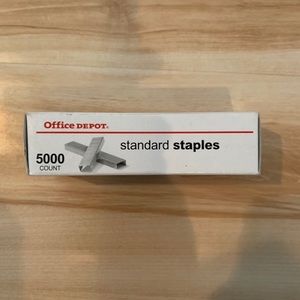 Office DEPOT.
standard staples
5000
COUNT